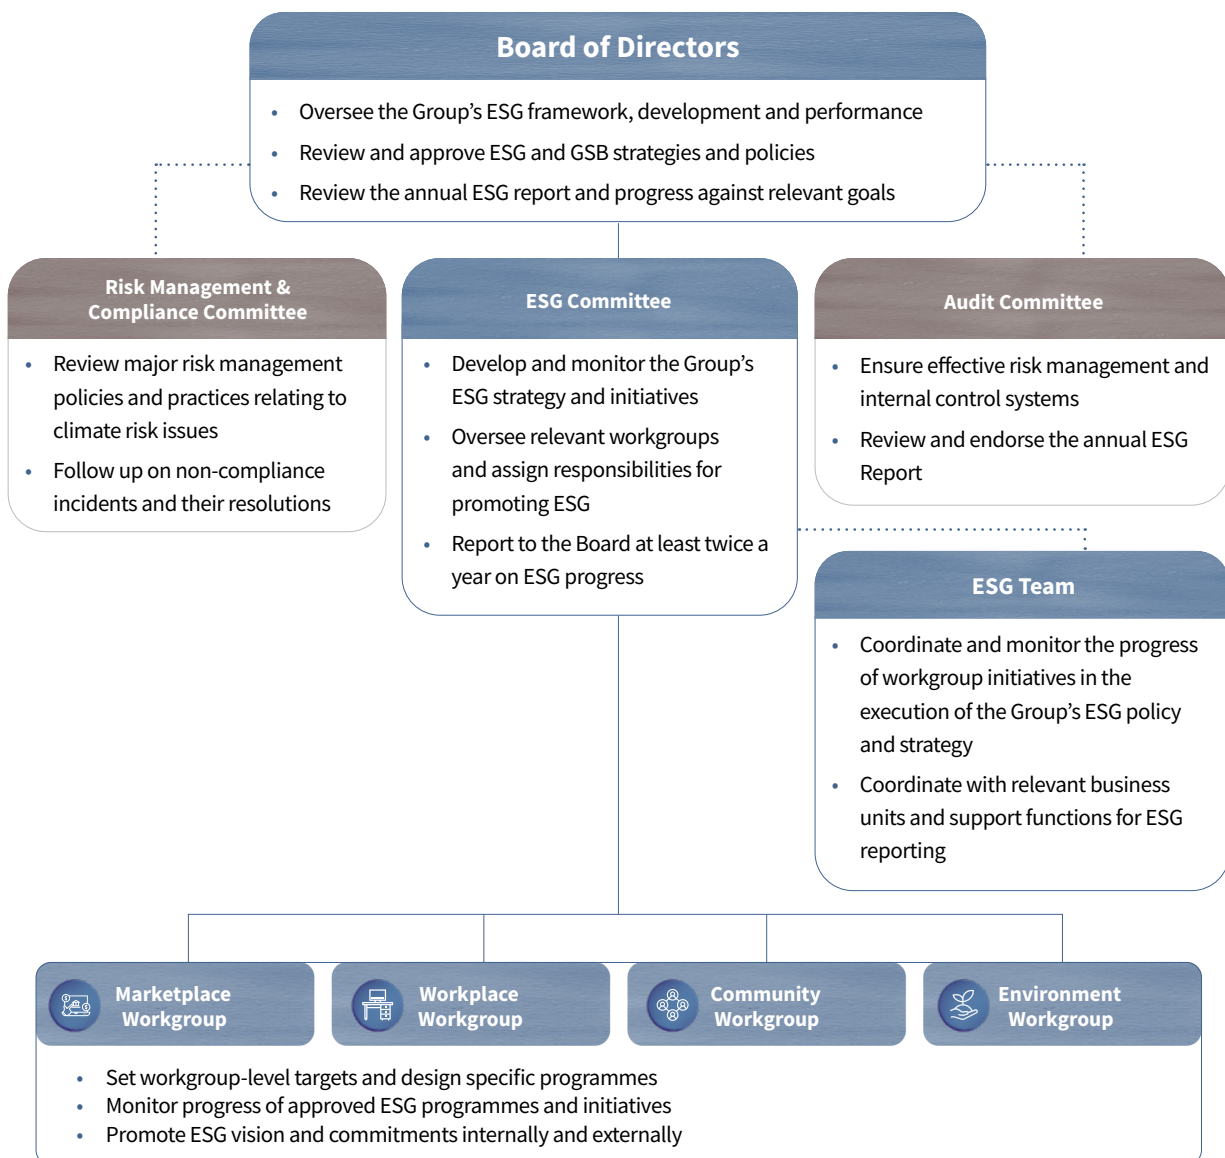 Board of Directors
• Oversee the Group’s ESG framework, development and performance
• Review and approve ESG and GSB strategies and policies
• Review the annual ESG report and progress against relevant goals
Risk Management &
Compliance Committee
• Review major risk management
policies and practices relating to
climate risk issues
• Follow up on non-compliance
incidents and their resolutions
ESG Committee
• Develop and monitor the Group’s
ESG strategy and initiatives
• Oversee relevant workgroups
and assign responsibilities for
promoting ESG
• Report to the Board at least twice a
year on ESG progress
Audit Committee
• Ensure effective risk management and
internal control systems
• Review and endorse the annual ESG
Report
ESG Team
• Coordinate and monitor the progress
of workgroup initiatives in the
execution of the Group’s ESG policy
and strategy
• Coordinate with relevant business
units and support functions for ESG
reporting
Marketplace
Workgroup
Workplace
Workgroup
Community
Workgroup
Environment
Workgroup
• Set workgroup-level targets and design specific programmes
• Monitor progress of approved ESG programmes and initiatives
• Promote ESG vision and commitments internally and externally